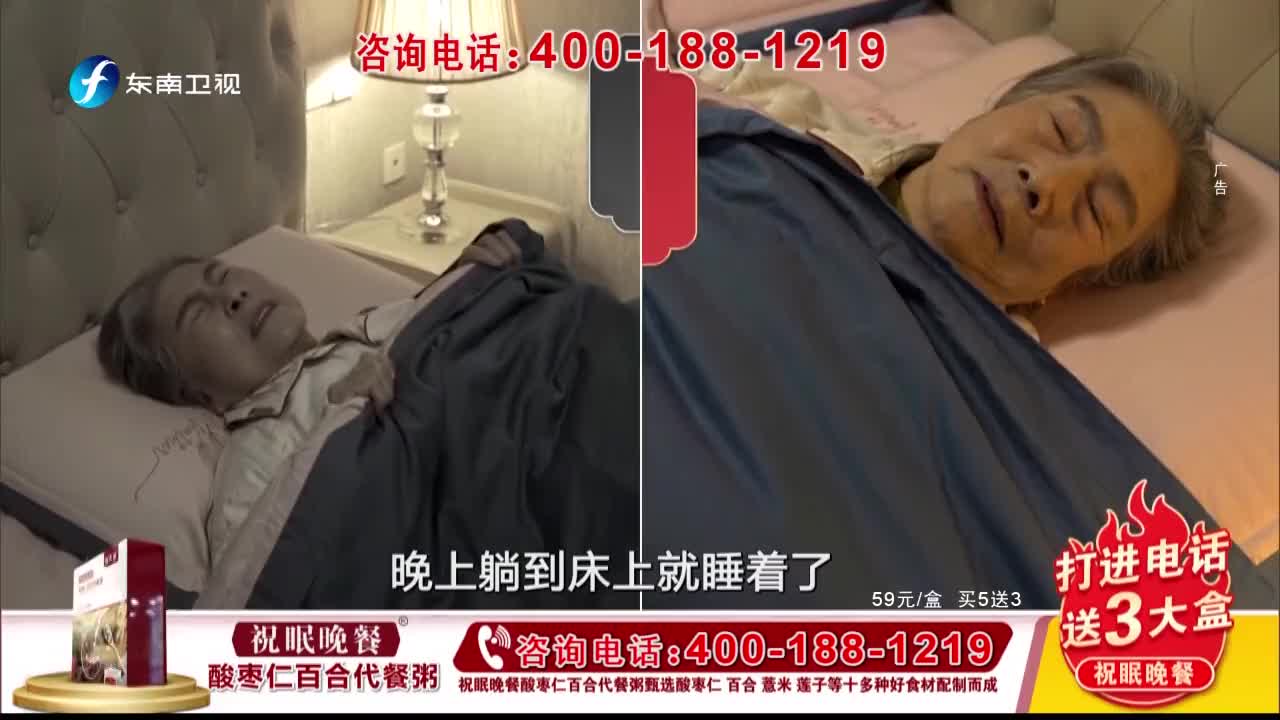 咨询电话:400-188-1219
东南卫视
广告
晚上躺到床上就睡着了
59元/盒 买5送3
打进电话
送3大盒
祝眠晚餐
祝眠晚餐®
酸枣仁百合代餐粥
咨询电话:400-188-1219
祝眠晚餐酸枣仁百合代餐粥甄选酸枣仁 百合 薏米 莲子等十多种好食材配制而成